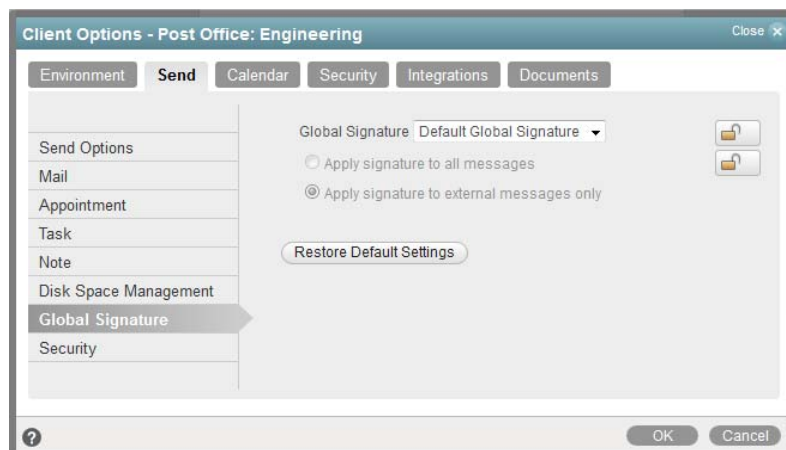 Client Options - Post Office: Engineering
Close x
Environment Send Calendar Security Integrations Documents
Global Signature Default Global Signature
Send Options
Apply signature to all messages
Mail
Apply signature to external messages only
Appointment
Task
Restore Default Settings
Note
Disk Space Management
Global Signature
Security
? OK Cancel